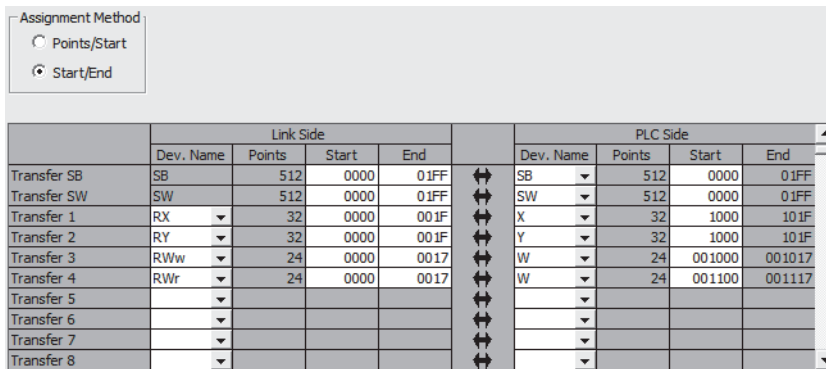 Assignment Method
Points/Start
Start/End
Link Side PLC Side
Dev. Name Points Start End Dev. Name Points Start End
Transfer SB SB 512 0000 01FF SB 512 0000 01FF
Transfer SW SW 512 0000 01FF SW 512 0000 01FF
Transfer 1 RX 32 0000 001F X 32 1000 101F
Transfer 2 RY 32 0000 001F Y 32 1000 101F
Transfer 3 RWw 24 0000 0017 W 24 001000 001017
Transfer 4 RWr 24 0000 0017 W 24 001100 001117
Transfer 5
Transfer 6
Transfer 7
Transfer 8